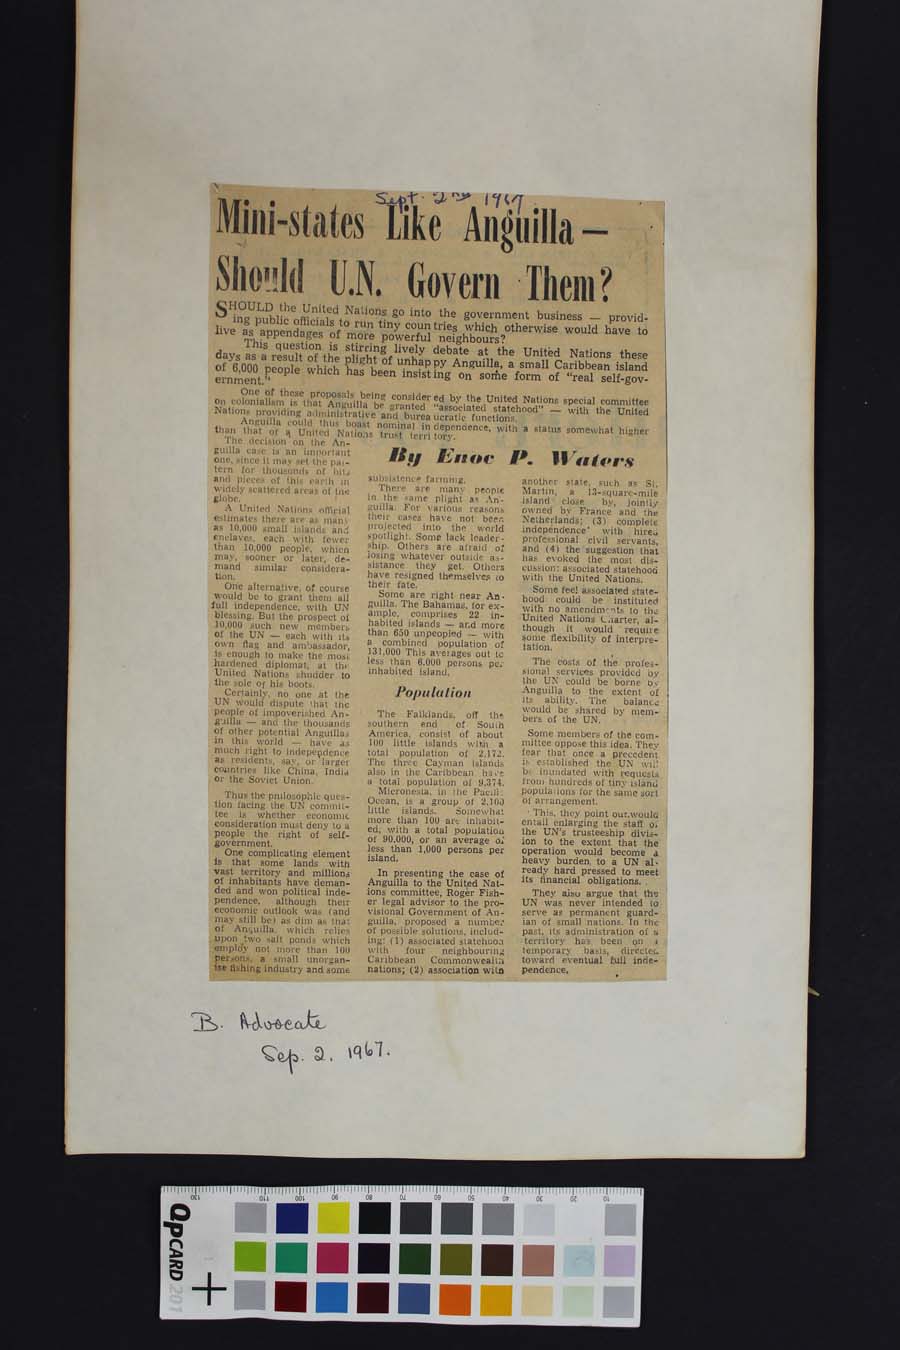 Sept. 2nd 1967.
Mini-states Like Anguilla —
Should U.N. Govern Them?
SHOULD the United Nations go into the government business — provid-
ing public officials to run tiny countries which otherwise would have to
live as appendages of more powerful neighbours?
This question is stirring lively debate at the United Nations these
days as a result of the plight of unhappy Anguilla, a small Caribbean island
of 6,000 people which has been insisting on some form of "real self-gov-
ernment."
One of these proposals being considered by the United Nations special committee
on colonialism is that Anguilla be granted "associated statehood" — with the United
Nations providing administrative and bureaucratic functions.
Anguilla could thus boast nominal independence, with a status somewhat higher
than that of a United Nations trust territory.
By Enoc P. Waters
The decision on the An-
guilla case is an important
one, since it may set the pat-
tern for thousands of bits
and pieces of this earth in
widely scattered areas of the
globe.
A United Nations official
estimates there are as many
as 10,000 small islands and
enclaves, each with fewer
than 10,000 people, which
may, sooner or later, de-
mand similar considera-
tion.
One alternative, of course
would be to grant them all
full independence, with UN
blessing. But the prospect of
10,000 such new members
of the UN — each with its
own flag and ambassador,
is enough to make the most
hardened diplomat, at the
United Nations shudder to
the sole of his boots.
Certainly, no one at the
UN would dispute that the
people of impoverished An-
guilla — and the thousands
of other potential Anguillas
in this world — have as
much right to independence
as residents, say, or larger
countries like China, India
or the Soviet Union.
Thus the philosophic ques-
tion facing the UN commit-
tee is whether economic
consideration must deny to a
people the right of self-
government.
One complicating element
is that some lands with
vast territory and millions
of inhabitants have deman-
ded and won political inde-
pendence, although their
economic outlook was (and
may still be) as dim as that
of Anguilla, which relies
upon two salt ponds which
employ not more than 100
persons, a small unorgan-
ise fishing industry and some
subsistence farming.
There are many people
in the same plight as An-
guilla. For various reasons
their cases have not been
projected into the world
spotlight. Some lack leader-
ship. Others are afraid of
losing whatever outside as-
sistance they get. Others
have resigned themselves to
their fate.
Some are right near An-
guilla. The Bahamas, for ex-
ample, comprises 22 in-
habited islands — and more
than 650 unpeopled — with
a combined population of
131,000 This averages out to
less than 6,000 persons per
inhabited island.
Population
The Falklands, off the
southern end of South
America, consist of about
100 little islands with a
total population of 2,172.
The three Cayman islands
also in the Caribbean have
a total population of 9,374.
Micronesia, in the Pacific
Ocean, is a group of 2,100
little islands. Somewhat
more than 100 are inhabit-
ed, with a total population
of 90,000, or an average of
less than 1,000 persons per
island.
In presenting the case of
Anguilla to the United Nat-
ions committee, Roger Fish-
er legal advisor to the pro-
visional Government of An-
guilla, proposed a number
of possible solutions, includ-
ing: (1) associated statehood
with four neighbouring
Caribbean Commonwealth
nations; (2) association with
another state, such as St.
Martin, a 13-square-mile
island close by, jointly
owned by France and the
Netherlands; (3) complete
independence with hired
professional civil servants,
and (4) the suggestion that
has evoked the most dis-
cussion: associated statehood
with the United Nations.
Some feel associated state-
hood could be instituted
with no amendments to the
United Nations Charter, al-
though it would require
some flexibility of interpre-
tation.
The costs of the profes-
sional services provided by
the UN could be borne by
Anguilla to the extent of
its ability. The balance
would be shared by mem-
bers of the UN.
Some members of the com-
mittee oppose this idea. They
fear that once a precedent
is established the UN will
be inundated with requests
from hundreds of tiny island
populations for the same sort
of arrangement.
This, they point out, would
entail enlarging the staff of
the UN's trusteeship divis-
ion to the extent that the
operation would become a
heavy burden to a UN al-
ready hard pressed to meet
its financial obligations.
They also argue that the
UN was never intended to
serve as permanent guard-
ian of small nations. In the
past, its administration of a
territory has been on a
temporary basis, directed
toward eventual full inde-
pendence.
B. Advocate
Sep. 2. 1967.
130 110 100 90 80 70 60 50 40 30 20 10
QPCARD 201